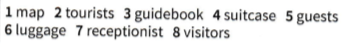 1 map 2 tourists 3 guidebook 4 suitcase 5 guests
6 luggage 7 receptionist 8 visitors